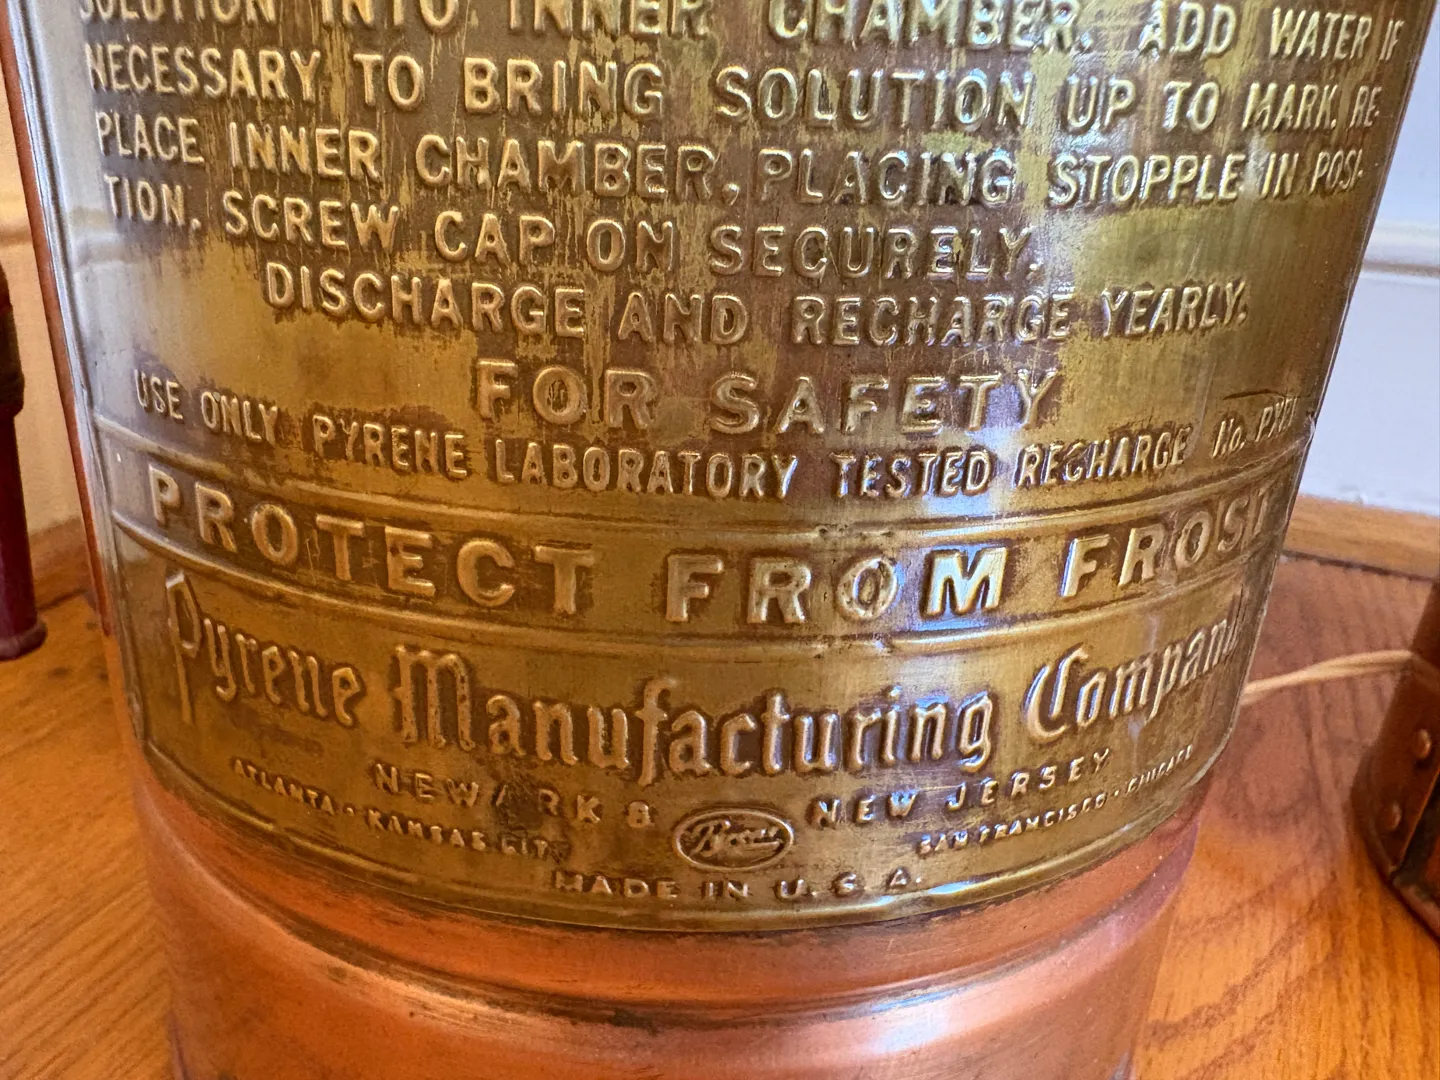 SOLUTION INTO INNER CHAMBER. ADD WATER IF
NECESSARY TO BRING SOLUTION UP TO MARK. RE-
PLACE INNER CHAMBER, PLACING STOPPLE IN POSI-
TION. SCREW CAP ON SECURELY.
DISCHARGE AND RECHARGE YEARLY.
FOR SAFETY
USE ONLY PYRENE LABORATORY TESTED RECHARGE No.
PROTECT FROM FROST
Pyrene Manufacturing Company
NEWARK 8 NEW JERSEY
ATLANTA · KANSAS CITY SAN FRANCISCO · CHICAGO
MADE IN U.S.A.